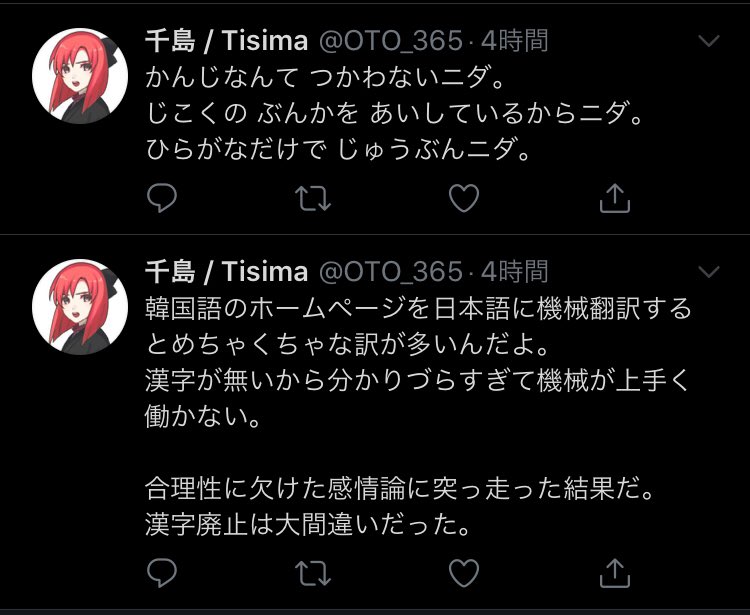 千島 / Tisima @OTO_365・4時間
かんじなんて つかわないニダ。
じこくの ぶんかを あいしているからニダ。
ひらがなだけで じゅうぶんニダ。
千島 / Tisima @OTO_365・4時間
韓国語のホームページを日本語に機械翻訳する
とめちゃくちゃな訳が多いんだよ。
漢字が無いから分かりづらすぎて機械が上手く
働かない。
合理性に欠けた感情論に突っ走った結果だ。
漢字廃止は大間違いだった。